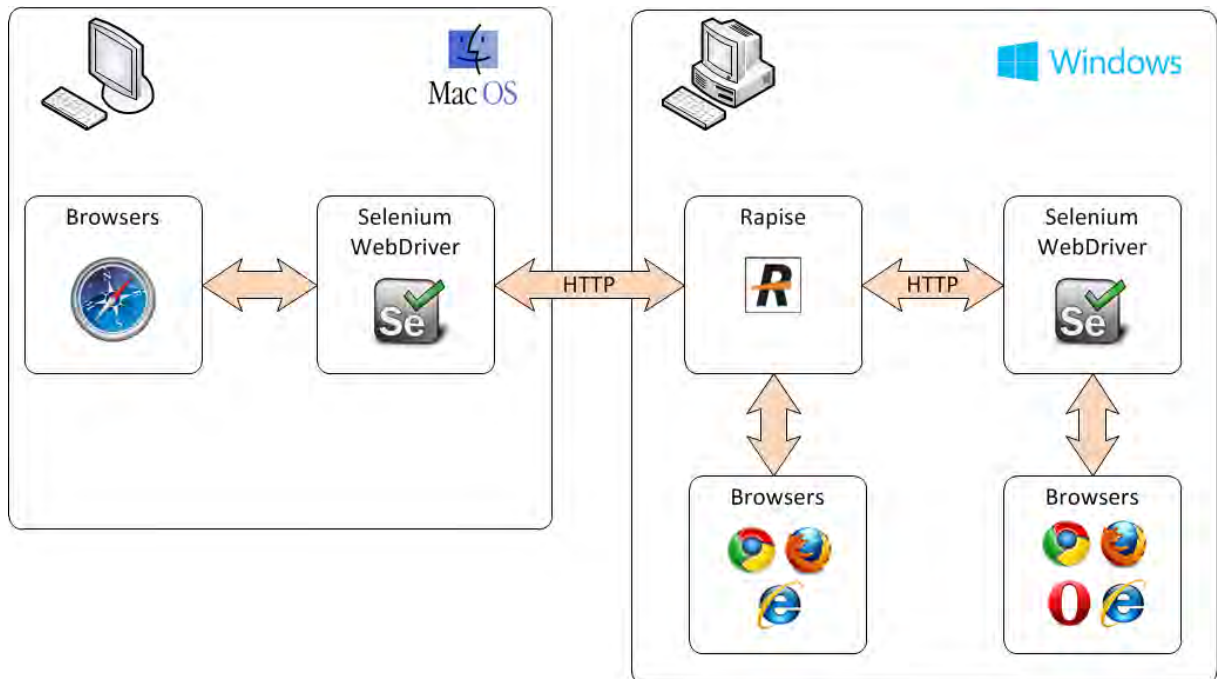 Mac OS
Windows
Browsers
Selenium
WebDriver
Se
HTTP
Rapise
R
HTTP
Selenium
WebDriver
Se
Browsers
Browsers